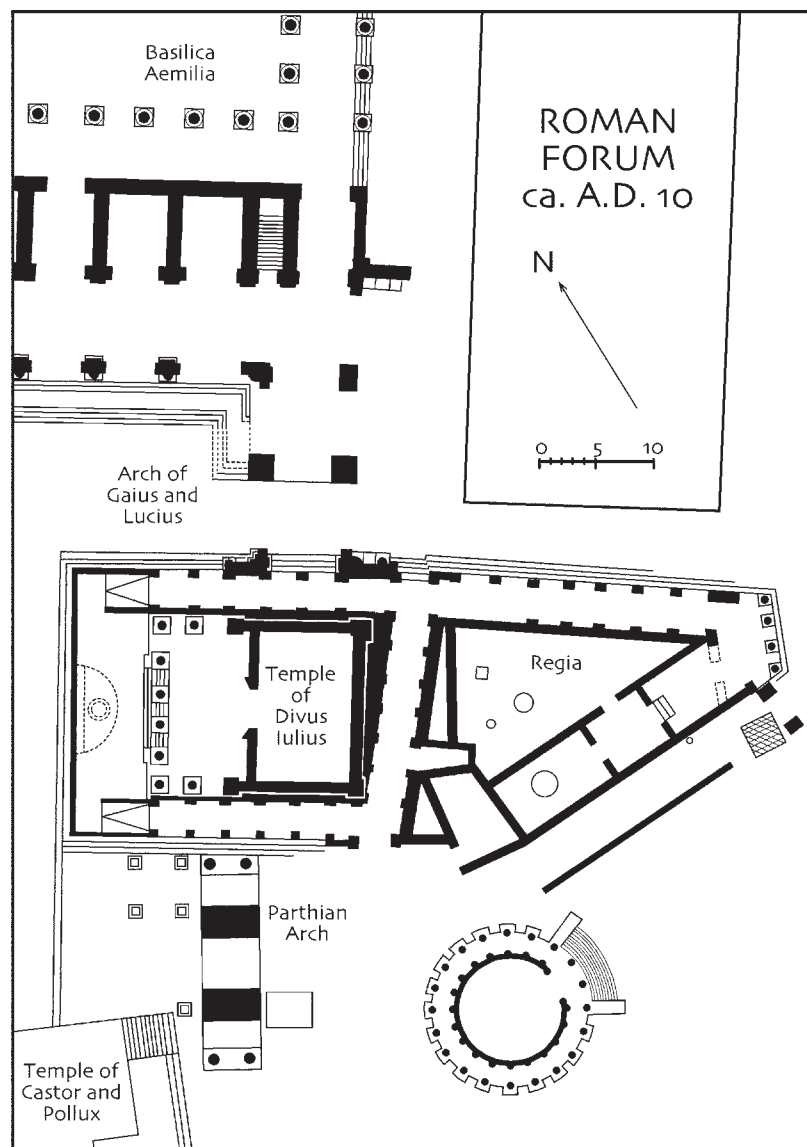 Basilica
Aemilia
ROMAN
FORUM
ca. A.D. 10
N
0 5 10
Arch of
Gaius and
Lucius
Temple
of
Divus
Iulius
Regia
Parthian
Arch
Temple of
Castor and
Pollux